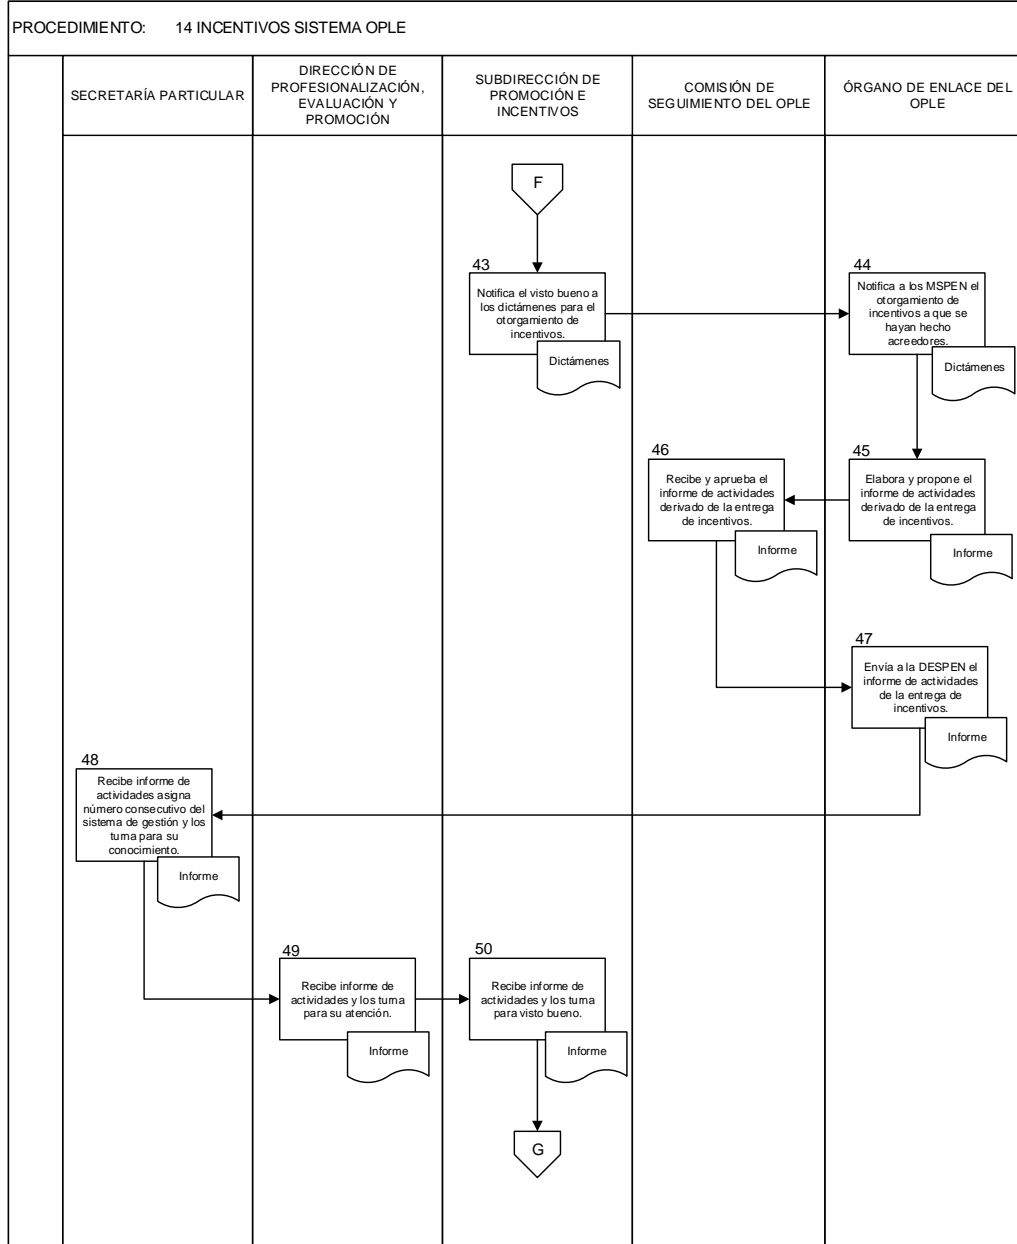 PROCEDIMIENTO: 14 INCENTIVOS SISTEMA OPLE
SECRETARÍA PARTICULAR
DIRECCIÓN DE
PROFESIONALIZACIÓN,
EVALUACIÓN Y
PROMOCIÓN
SUBDIRECCIÓN DE
PROMOCIÓN E
INCENTIVOS
COMISIÓN DE
SEGUIMIENTO DEL OPLE
ÓRGANO DE ENLACE DEL
OPLE
F
43
Notifica el visto bueno a
los dictámenes para el
otorgamiento de
incentivos.
Dictámenes
44
Notifica a los MSPEN el
otorgamiento de
incentivos a que se
hayan hecho
acreedores.
Dictámenes
45
Elabora y propone el
informe de actividades
derivado de la entrega
de incentivos.
Informe
46
Recibe y aprueba el
informe de actividades
derivado de la entrega
de incentivos.
Informe
47
Envía a la DESPEN el
informe de actividades
de la entrega de
incentivos.
Informe
48
Recibe informe de
actividades asigna
número consecutivo del
sistema de gestión y los
turna para su
conocimiento.
Informe
49
Recibe informe de
actividades y los turna
para su atención.
Informe
50
Recibe informe de
actividades y los turna
para visto bueno.
Informe
G